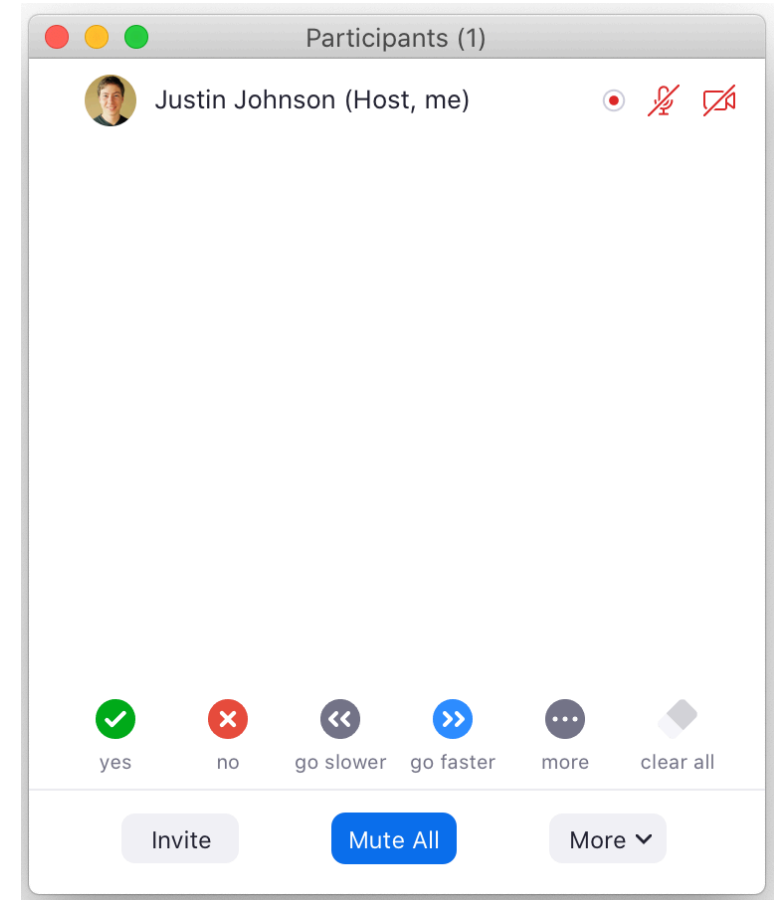 Participants (1)
Justin Johnson (Host, me)
yes no go slower go faster more clear all
Invite Mute All More